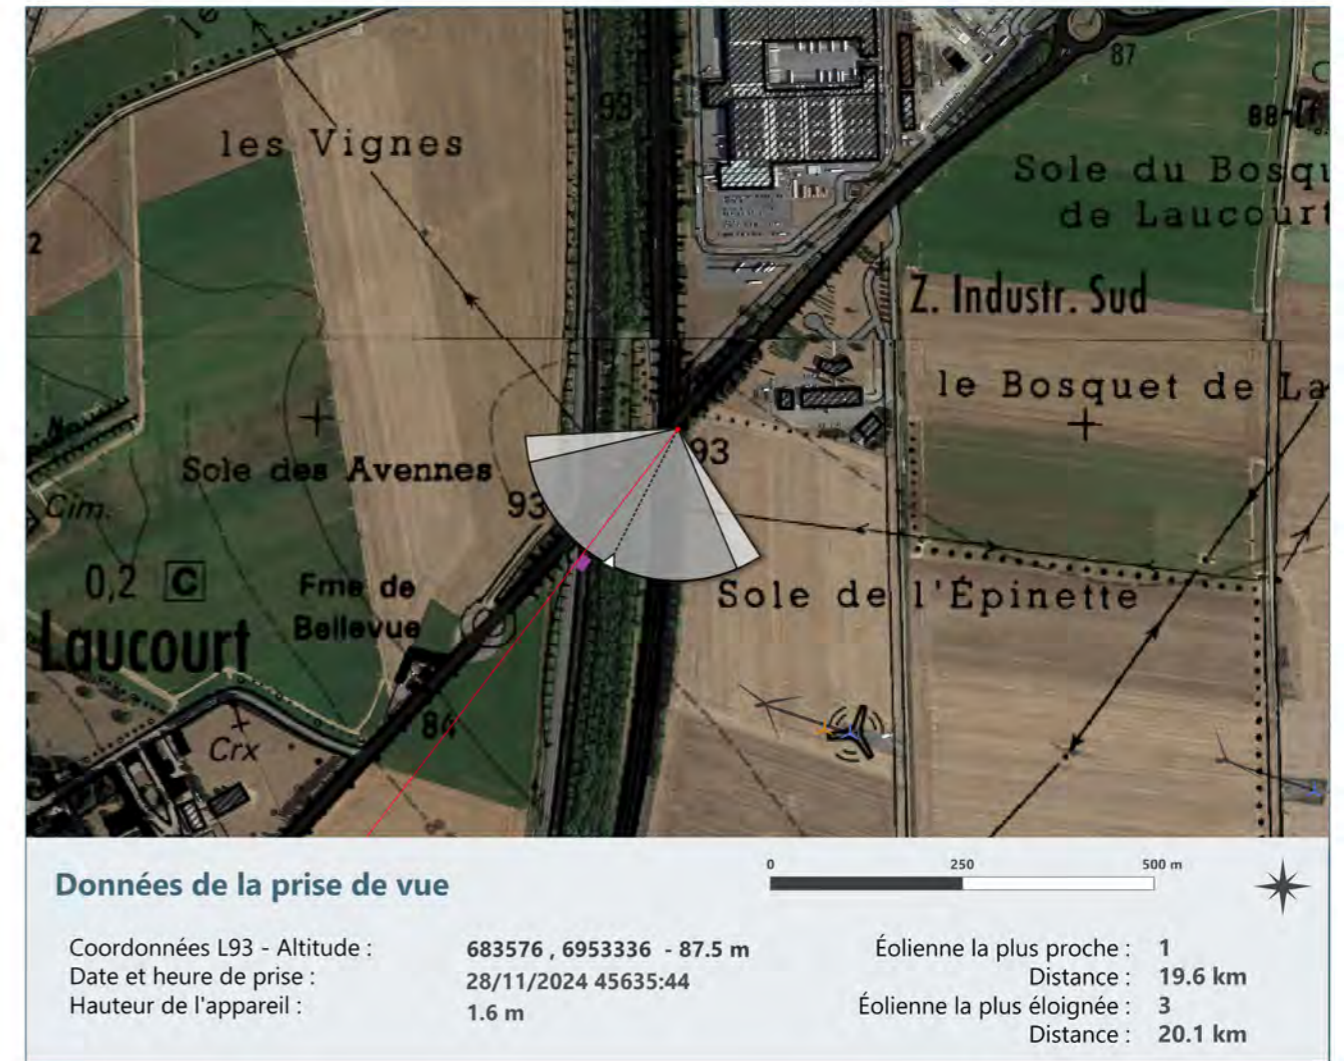 87
93
les Vignes
88
Sole du Bosqu
de Laucourt
2
Z. Industr. Sud
le Bosquet de La
93
Sole des Avennes
93
Cim.
0,2 C
Fme de
Bellevue
Sole de l'Épinette
Laucourt
84
Crx
Données de la prise de vue
0 250 500 m
Coordonnées L93 - Altitude : 683576 , 6953336 - 87.5 m
Date et heure de prise : 28/11/2024 45635:44
Hauteur de l'appareil : 1.6 m
Éolienne la plus proche : 1
Distance : 19.6 km
Éolienne la plus éloignée : 3
Distance : 20.1 km